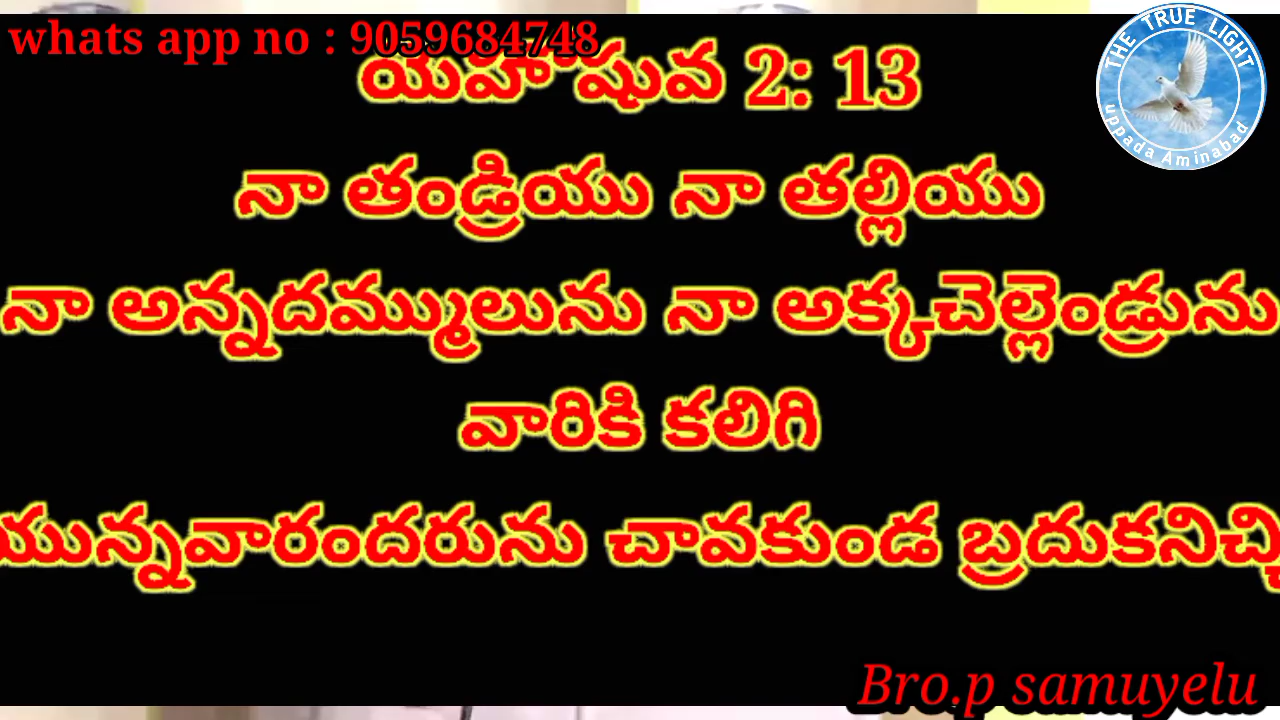 whats app no : 9059684748
యెహోషువ 2: 13
THE TRUE LIGHT
uppada Aminabad
నా తండ్రియు నా తల్లియు
నా అన్నదమ్ములును నా అక్కచెల్లెండ్రును
వారికి కలిగి
యున్నవారందరును చావకుండ బ్రదుకనిచ్చి
Bro.p samuyelu